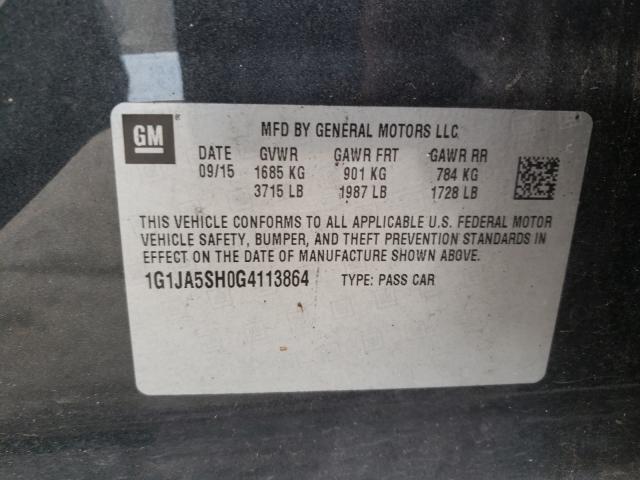 GM
MFD BY GENERAL MOTORS LLC
DATE GVWR GAWR FRT GAWR RR
09/15 1685 KG 901 KG 784 KG
3715 LB 1987 LB 1728 LB
THIS VEHICLE CONFORMS TO ALL APPLICABLE U.S. FEDERAL MOTOR
VEHICLE SAFETY, BUMPER, AND THEFT PREVENTION STANDARDS IN
EFFECT ON THE DATE OF MANUFACTURE SHOWN ABOVE.
1G1JA5SH0G4113864 TYPE: PASS CAR